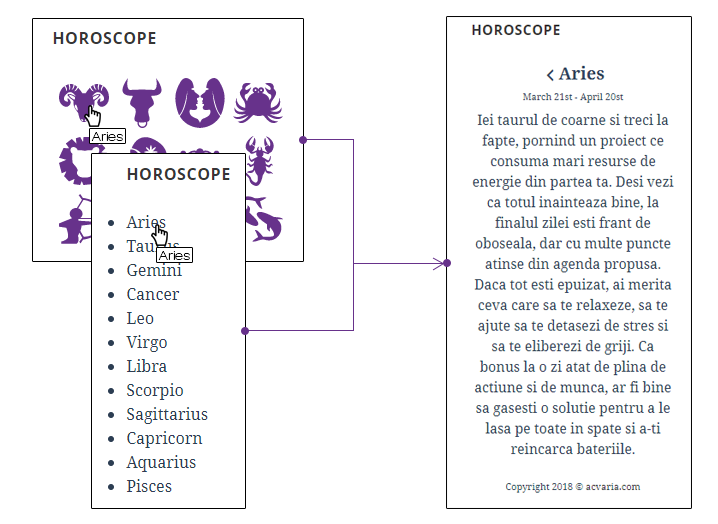 HOROSCOPE
Aries
HOROSCOPE
Aries
Taurus
Aries
Gemini
Cancer
Leo
Virgo
Libra
Scorpio
Sagittarius
Capricorn
Aquarius
Pisces
HOROSCOPE
Aries
March 21st - April 20st
Iei taurul de coarne si treci la
fapte, pornind un proiect ce
consuma mari resurse de
energie din partea ta. Desi vezi
ca totul inainteaza bine, la
finalul zilei esti frant de
oboseala, dar cu multe puncte
atinse din agenda propusa.
Daca tot esti epuizat, ai merita
ceva care sa te relaxeze, sa te
ajute sa te detasezi de stres si
sa te eliberezi de griji. Ca
bonus la o zi atat de plina de
actiune si de munca, ar fi bine
sa gasesti o solutie pentru a le
lasa pe toate in spate si a-ti
reincarca bateriile.
Copyright 2018 © acvaria.com